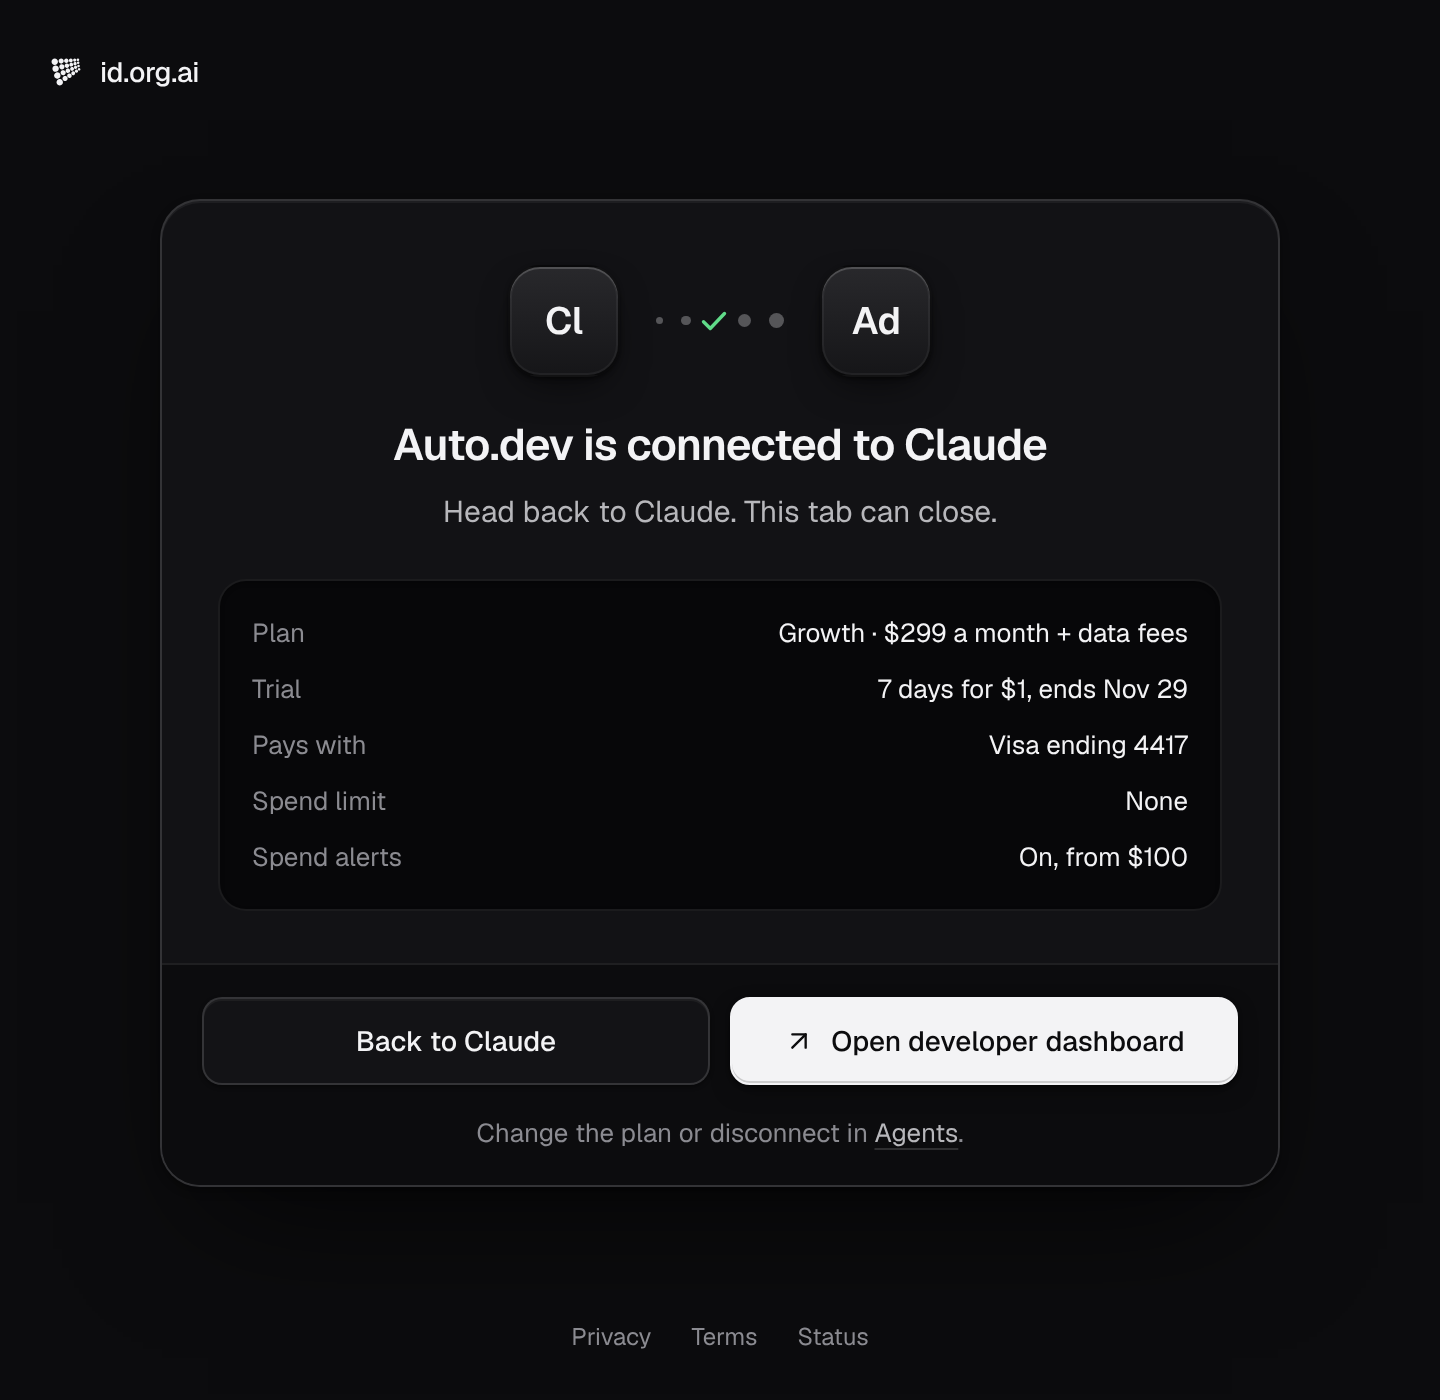 id.org.ai
Cl
Ad
Auto.dev is connected to Claude
Head back to Claude. This tab can close.
Plan
Growth · $299 a month + data fees
Trial
7 days for $1, ends Nov 29
Pays with
Visa ending 4417
Spend limit
None
Spend alerts
On, from $100
Back to Claude
Open developer dashboard
Change the plan or disconnect in Agents.
Privacy
Terms
Status